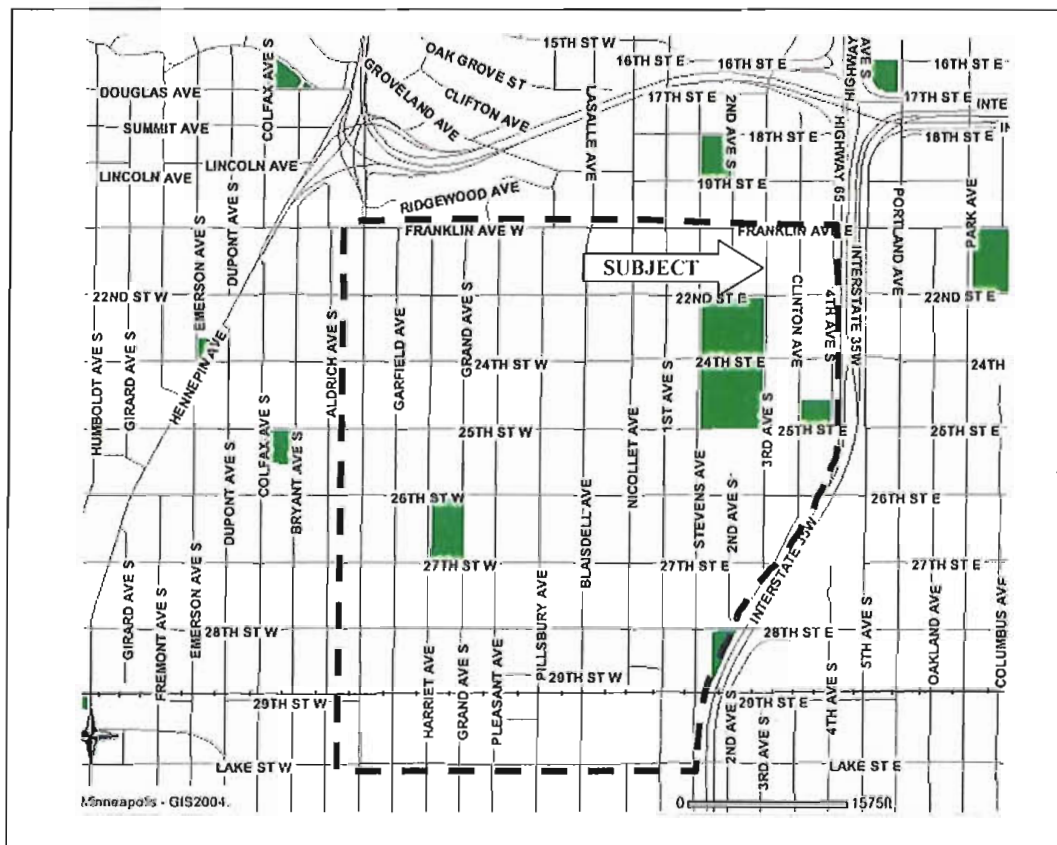 15TH ST W
16TH ST E
16TH ST E
AVE S
16TH ST E
OAK GROVE ST
GROVELAND AVE
CLIFTON AVE
COLFAX AVE S
DOUGLAS AVE
LASALLE AVE
17TH ST E
HIGHWAY
17TH ST E
INTE
SUMMIT AVE
2ND AVE S
18TH ST E
HIGHWAY 65
18TH ST E
LINCOLN AVE
LINCOLN AVE
19TH ST E
RIDGEWOOD AVE
EMERSON AVE S
DUPONT AVE S
PORTLAND AVE
PARK AVE
FRANKLIN AVE W
FRANKLIN AVE E
SUBJECT
INTERSTATE 35W
22ND ST W
22ND ST E
22ND ST E
CLINTON AVE
4TH AVE S
HUMBOLDT AVE S
GIRARD AVE S
HENNEPIN AVE
ALDRICH AVE S
GARFIELD AVE
GRAND AVE S
24TH ST W
24TH ST E
24TH
1ST AVE S
3RD AVE S
25TH ST W
25TH ST E
25TH ST E
DUPONT AVE S
COLFAX AVE S
BRYANT AVE S
NICOLLET AVE
STEVENS AVE
2ND AVE S
26TH ST W
26TH ST E
BLAISDELL AVE
27TH ST W
27TH ST E
27TH ST E
INTERSTATE 35W
GIRARD AVE S
FREMONT AVE S
EMERSON AVE S
28TH ST W
28TH ST E
PILLSBURY AVE
5TH AVE S
OAKLAND AVE
COLUMBUS AVE
HARRIET AVE
GRAND AVE S
PLEASANT AVE
29TH ST W
29TH ST W
29TH ST E
2ND AVE S
3RD AVE S
4TH AVE S
LAKE ST W
LAKE ST E
Minneapolis - GIS2004.
0 1575ft